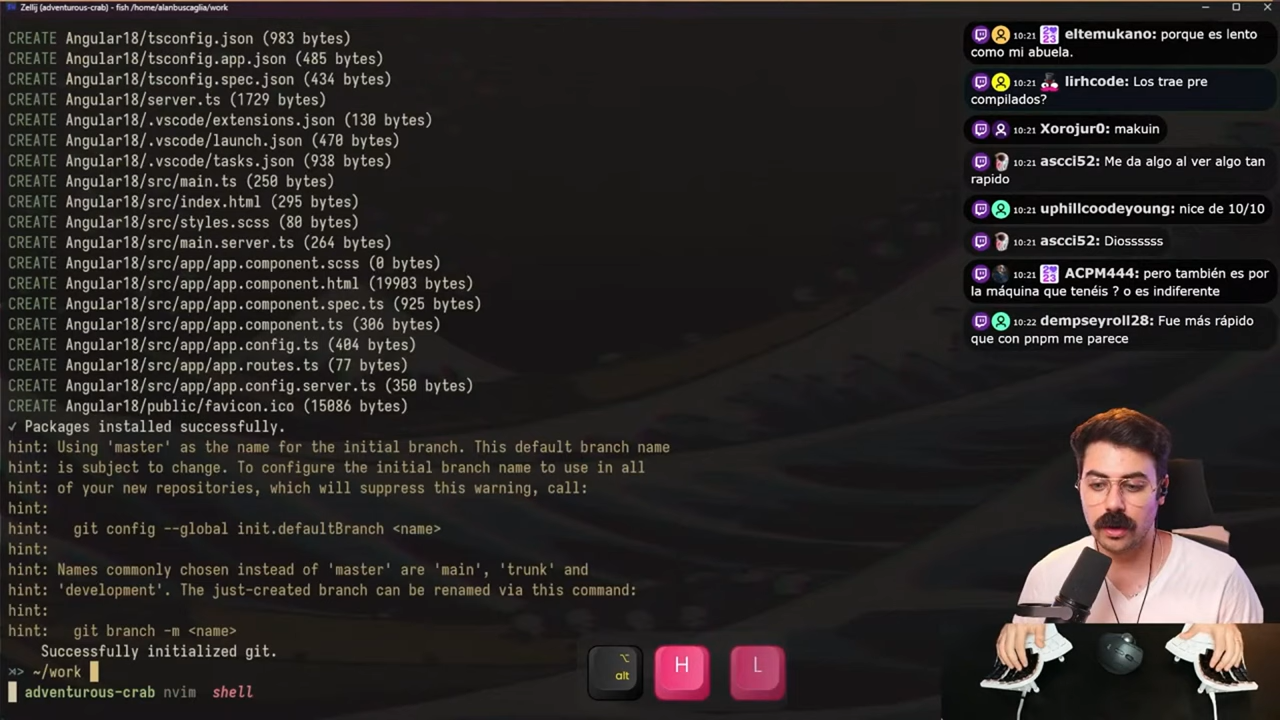 Zellij (adventurous-crab) - fish /home/alanbuscaglia/work
CREATE Angular18/tsconfig.json (983 bytes)
CREATE Angular18/tsconfig.app.json (485 bytes)
CREATE Angular18/tsconfig.spec.json (434 bytes)
CREATE Angular18/server.ts (1729 bytes)
CREATE Angular18/.vscode/extensions.json (130 bytes)
CREATE Angular18/.vscode/launch.json (470 bytes)
CREATE Angular18/.vscode/tasks.json (938 bytes)
CREATE Angular18/src/main.ts (250 bytes)
CREATE Angular18/src/index.html (295 bytes)
CREATE Angular18/src/styles.scss (80 bytes)
CREATE Angular18/src/main.server.ts (264 bytes)
CREATE Angular18/src/app/app.component.scss (0 bytes)
CREATE Angular18/src/app/app.component.html (19903 bytes)
CREATE Angular18/src/app/app.component.spec.ts (925 bytes)
CREATE Angular18/src/app/app.component.ts (306 bytes)
CREATE Angular18/src/app/app.config.ts (404 bytes)
CREATE Angular18/src/app/app.routes.ts (77 bytes)
CREATE Angular18/src/app/app.config.server.ts (350 bytes)
CREATE Angular18/public/favicon.ico (15086 bytes)
✓ Packages installed successfully.
hint: Using 'master' as the name for the initial branch. This default branch name
hint: is subject to change. To configure the initial branch name to use in all
hint: of your new repositories, which will suppress this warning, call:
hint:
hint:   git config --global init.defaultBranch <name>
hint:
hint: Names commonly chosen instead of 'master' are 'main', 'trunk' and
hint: 'development'. The just-created branch can be renamed via this command:
hint:
hint:   git branch -m <name>
Successfully initialized git.
~/work
adventurous-crab nvim shell
10:21 eltemukano: porque es lento
como mi abuela.
10:21 lirhcode: Los trae pre
compilados?
10:21 Xorojur0: makuin
10:21 ascci52: Me da algo al ver algo tan
rapido
10:21 uphillcoodeyoung: nice de 10/10
10:21 ascci52: Diossssss
10:21 ACPM444: pero también es por
la máquina que tenéis ? o es indiferente
10:22 dempseyroll28: Fue más rápido
que con pnpm me parece
alt
H
L